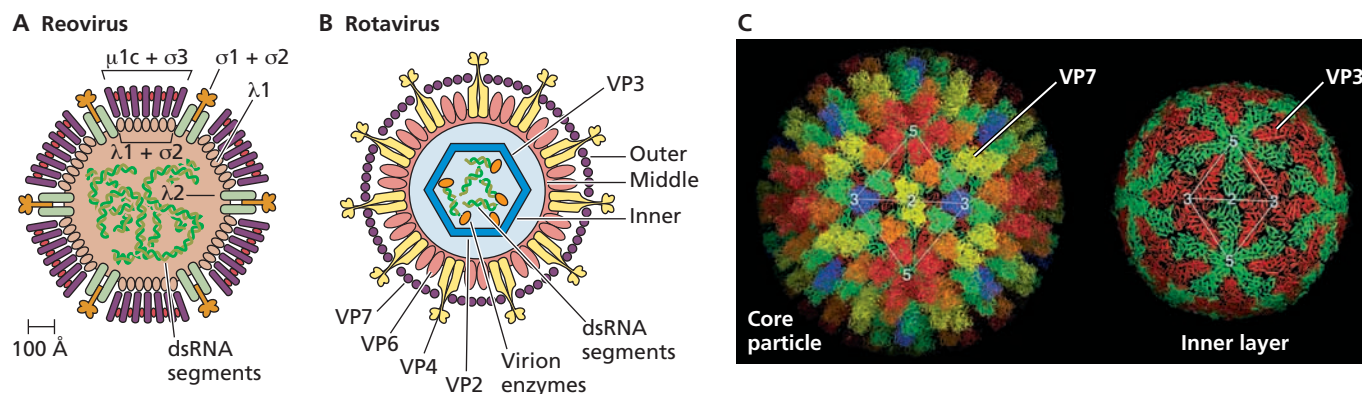 A Reovirus
μ1c + σ3
σ1 + σ2
λ1
λ1 + σ2
λ2
100 Å
dsRNA
segments
B Rotavirus
VP3
Outer
Middle
Inner
VP7
VP6
VP4
VP2
Virion
enzymes
dsRNA
segments
C
VP7
5
3
2
3
5
Core
particle
VP3
5
3
2
3
5
Inner layer